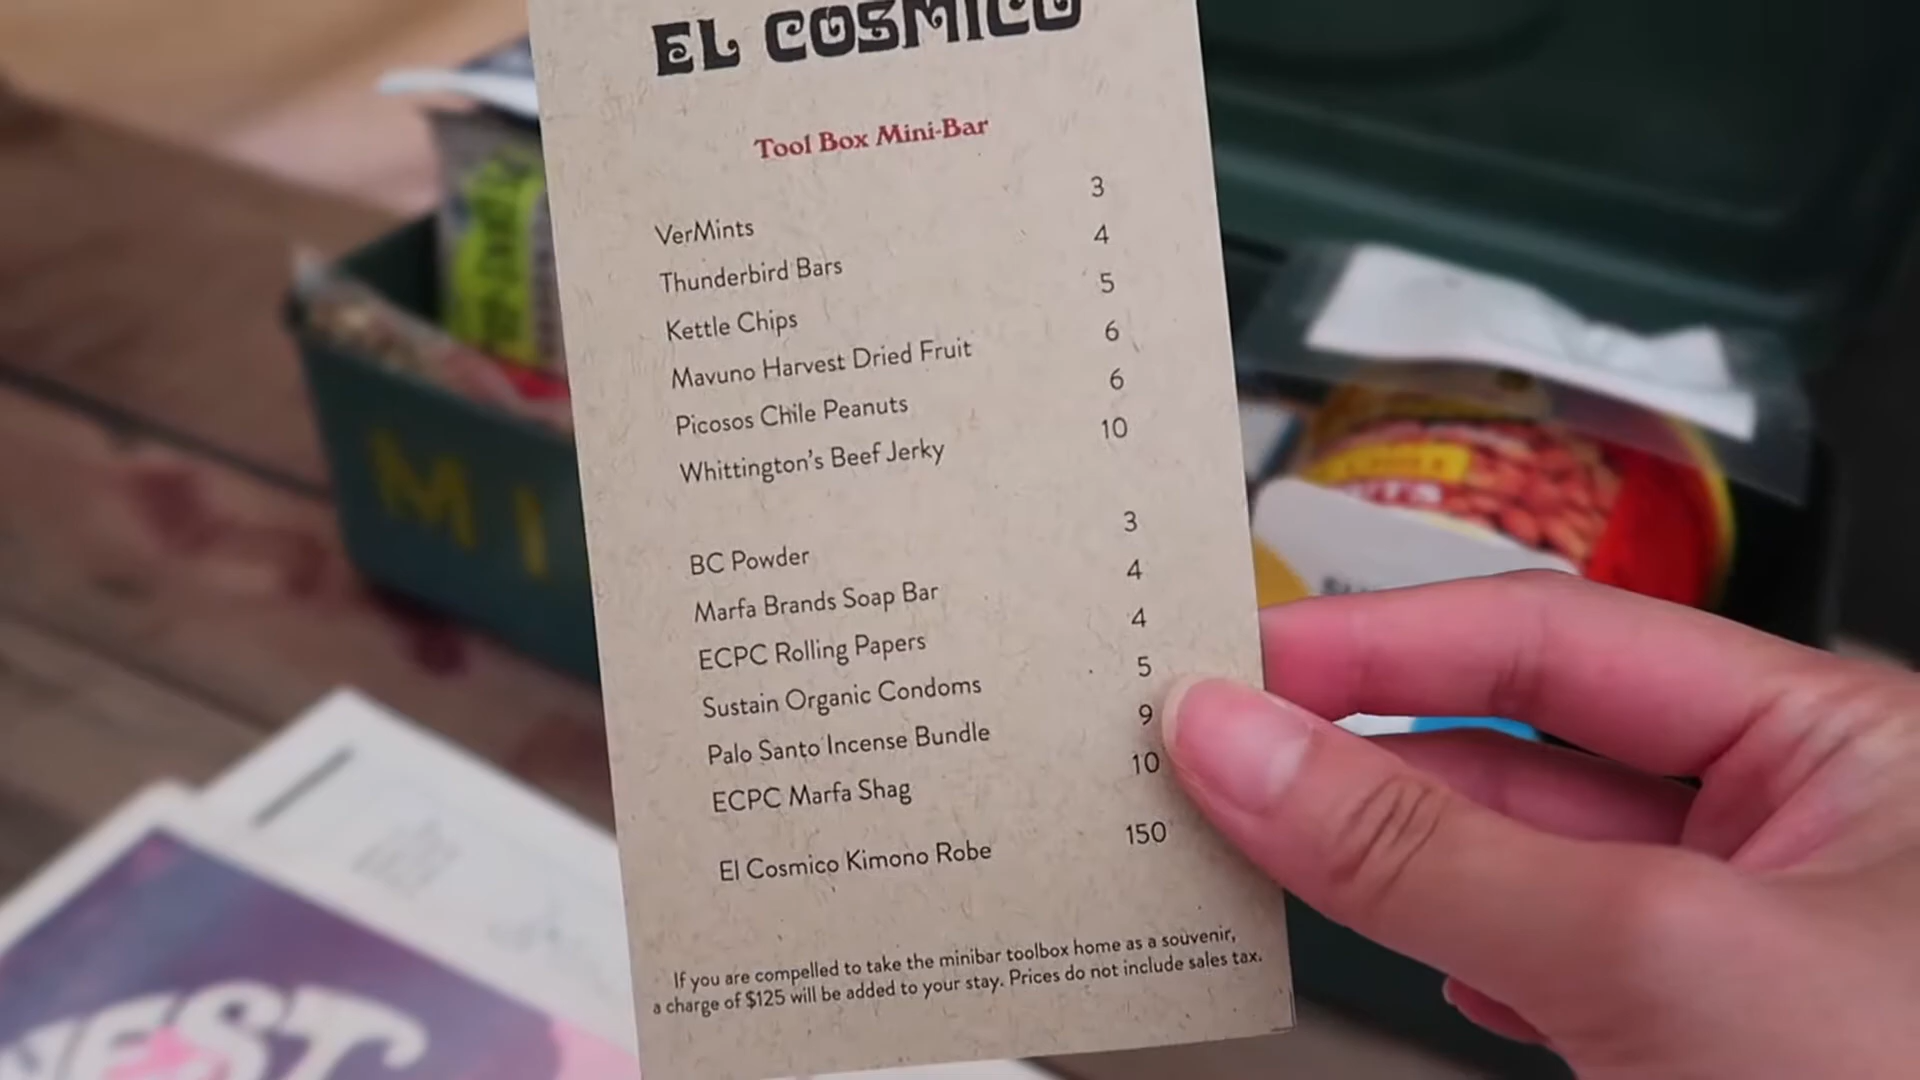 EL COSMICO
Tool Box Mini-Bar
VerMints 3
Thunderbird Bars 4
Kettle Chips 5
Mavuno Harvest Dried Fruit 6
Picosos Chile Peanuts 6
Whittington's Beef Jerky 10
BC Powder 3
Marfa Brands Soap Bar 4
ECPC Rolling Papers 4
Sustain Organic Condoms 5
Palo Santo Incense Bundle 9
ECPC Marfa Shag 10
El Cosmico Kimono Robe 150
If you are compelled to take the minibar toolbox home as a souvenir,
a charge of $125 will be added to your stay. Prices do not include sales tax.
MI